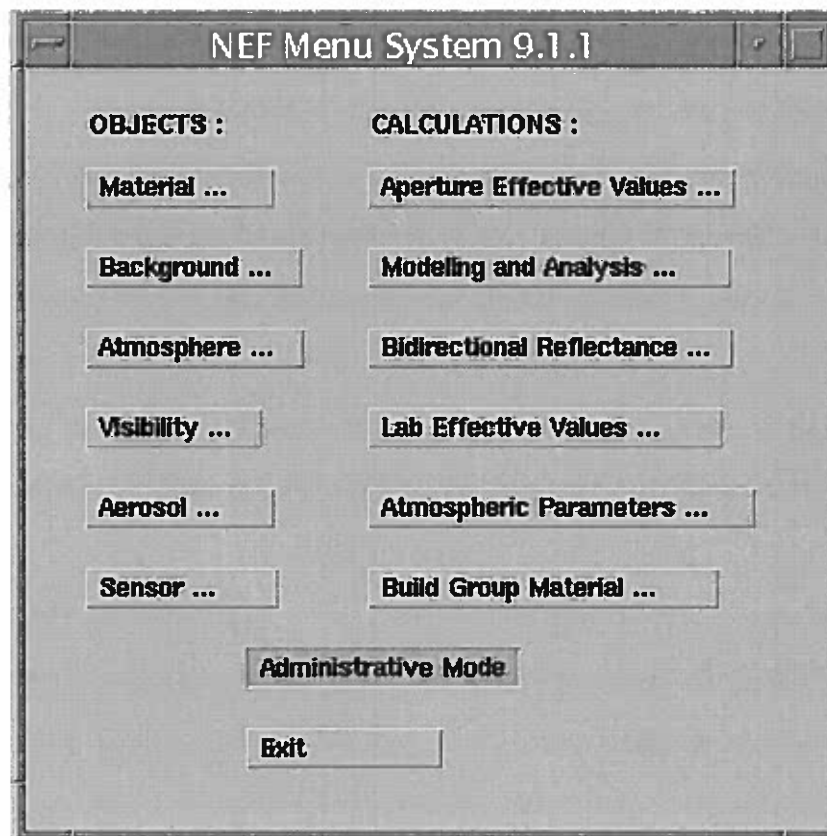 NEF Menu System 9.1.1
OBJECTS :
CALCULATIONS :
Material ...
Aperture Effective Values ...
Background ...
Modeling and Analysis ...
Atmosphere ...
Bidirectional Reflectance ...
Visibility ...
Lab Effective Values ...
Aerosol ...
Atmospheric Parameters ...
Sensor ...
Build Group Material ...
Administrative Mode
Exit